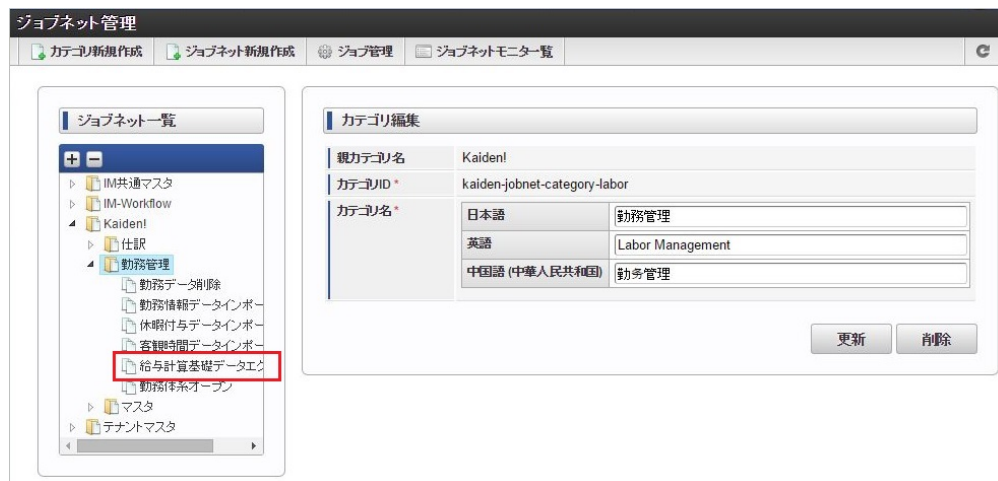 ジョブネット管理
カテゴリ新規作成 ジョブネット新規作成 ジョブ管理 ジョブネットモニター覧
ジョブネット一覧
IM共通マスタ
IM-Workflow
Kaiden!
仕訳
勤務管理
勤務データ削除
勤務情報データインポー
休暇付与データインポー
客観時間データインポー
給与計算基礎データエク
勤務体系オープン
マスタ
テナントマスタ
カテゴリ編集
親カテゴリ名 Kaiden!
カテゴリID * kaiden-jobnet-category-labor
カテゴリ名 *
日本語 勤務管理
英語 Labor Management
中国語 (中華人民共和国) 勤务管理
更新 削除